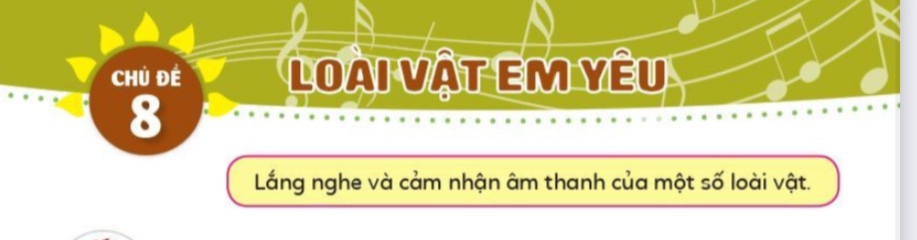 CHỦ ĐỀ
8
LOÀI VẬT EM YÊU
Lắng nghe và cảm nhận âm thanh của một số loài vật.